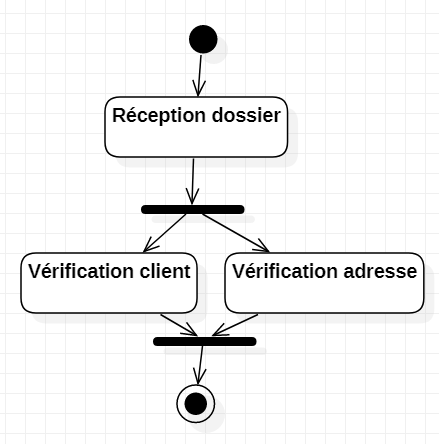 Réception dossier
Vérification client
Vérification adresse